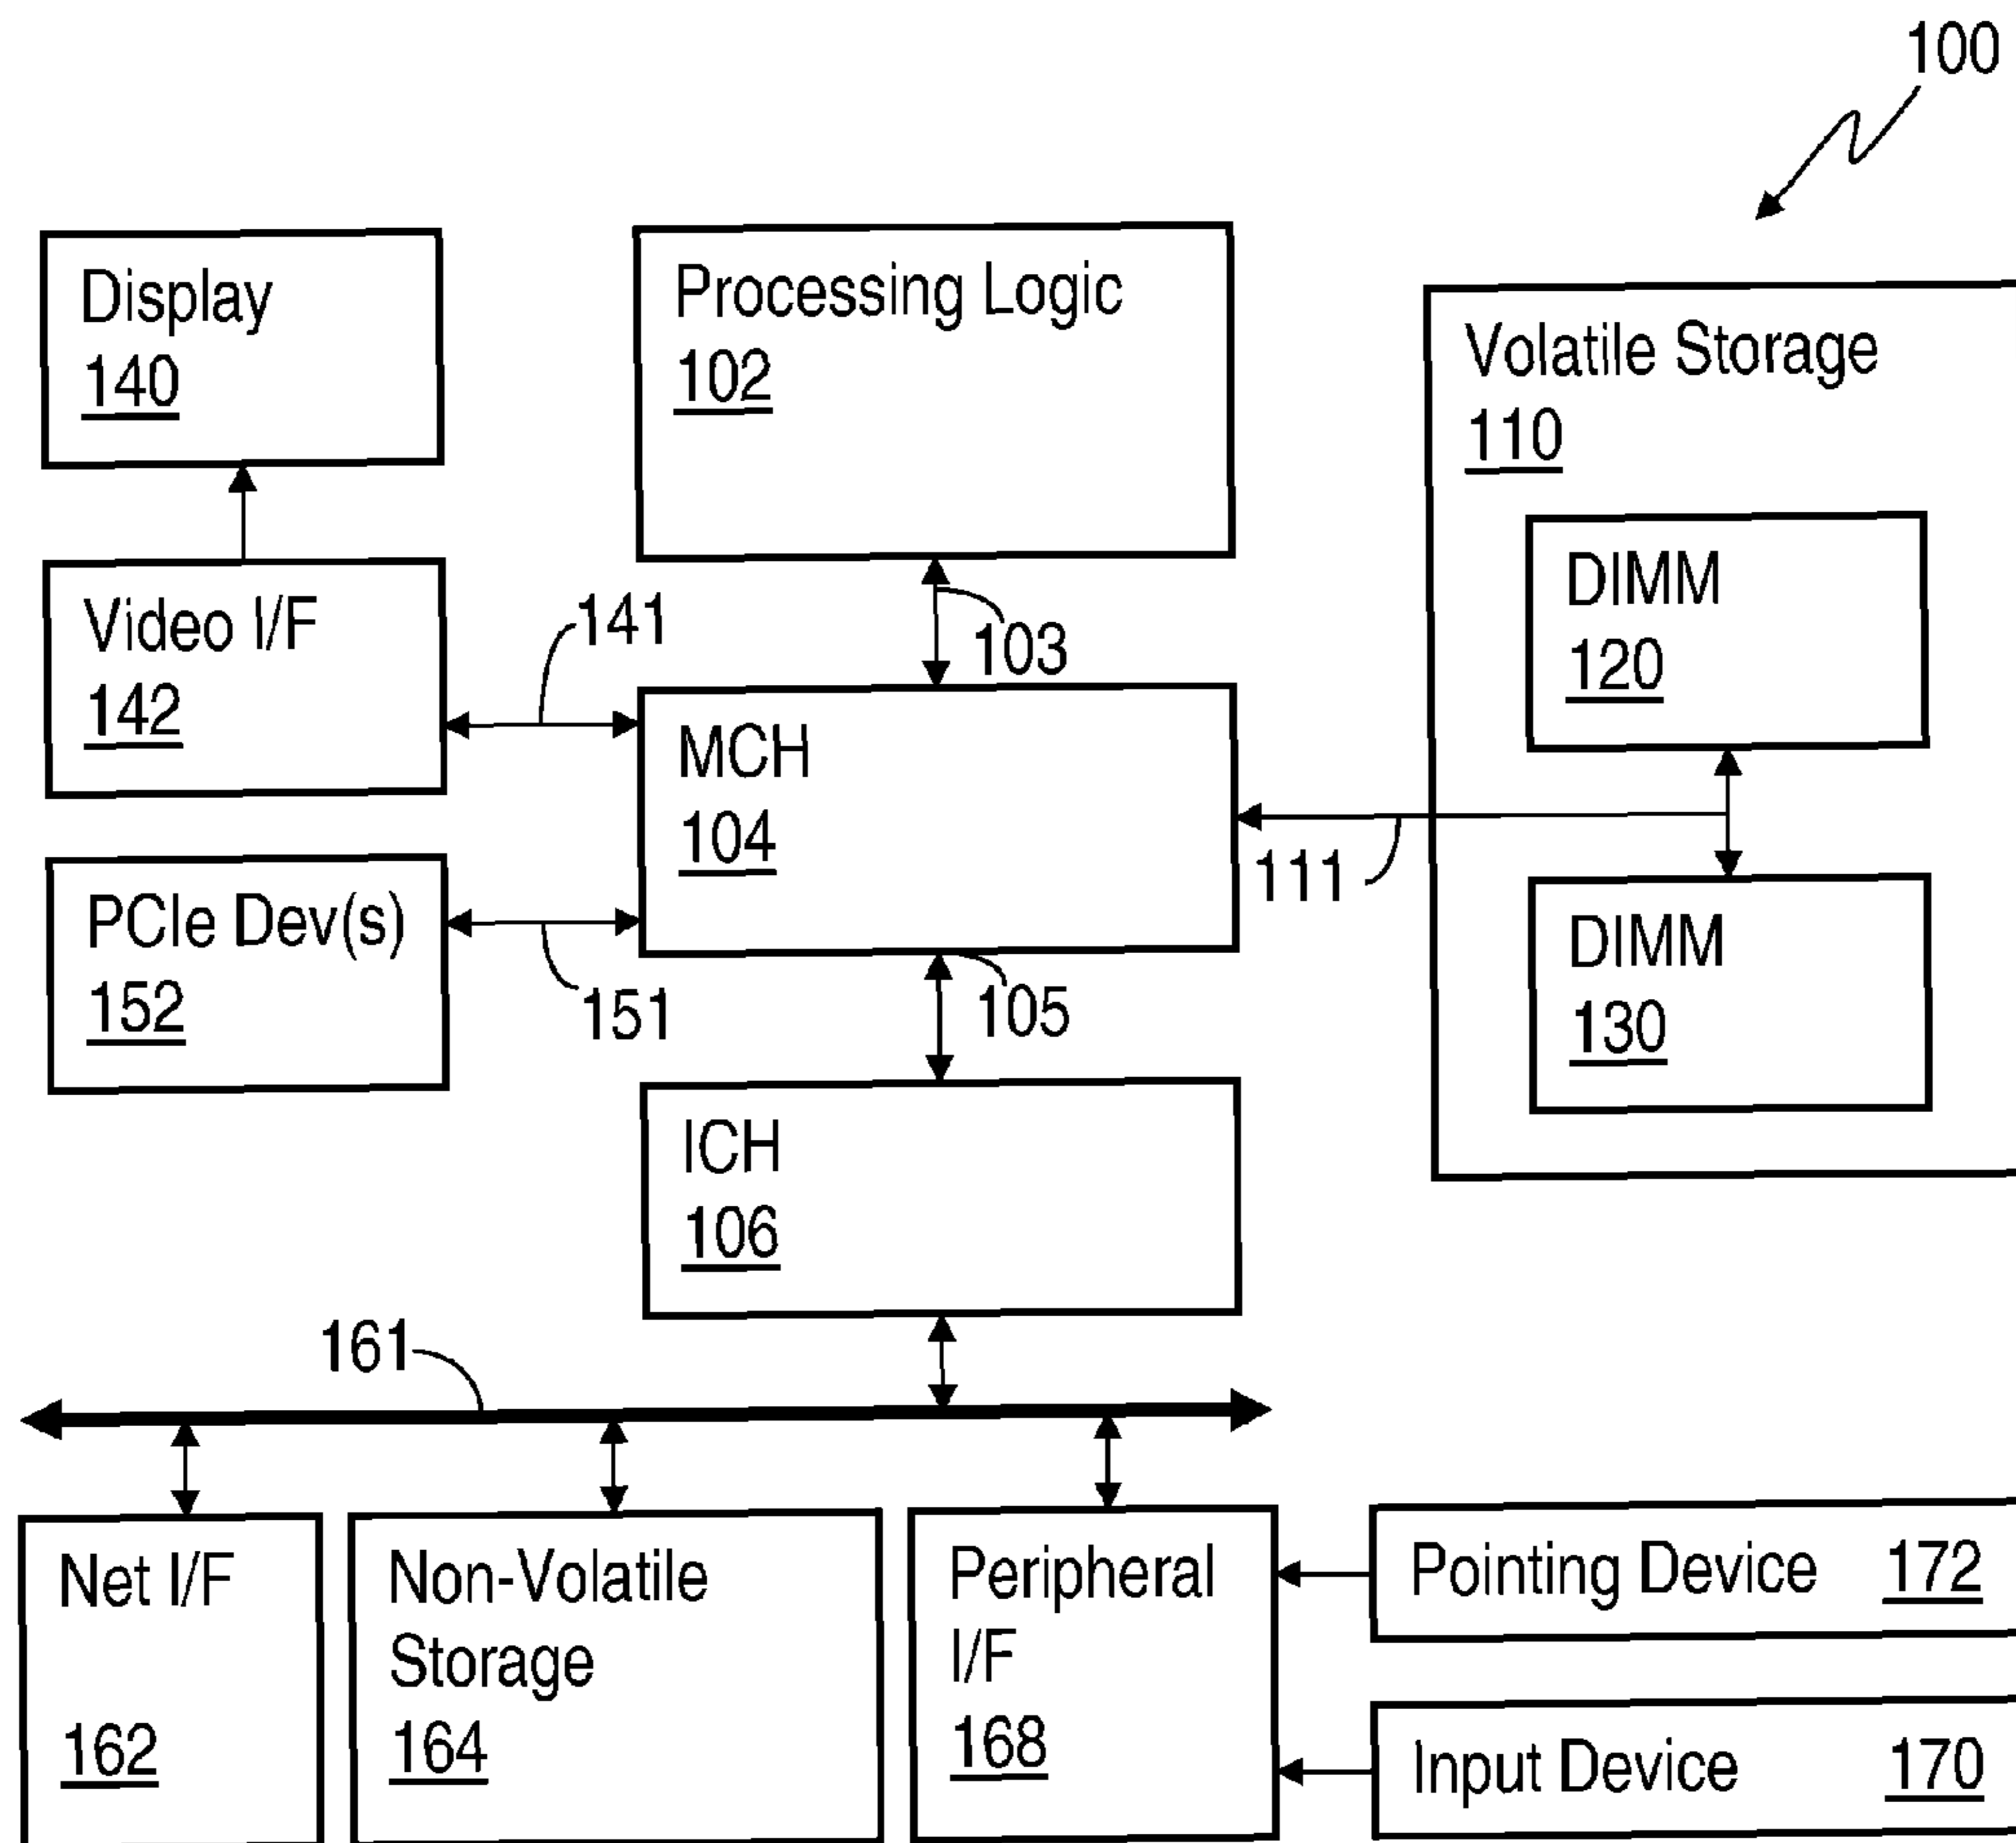 100
Display
140
Processing Logic
102
Volatile Storage
110
DIMM
120
Video I/F
142
141
103
MCH
104
111
PCIe Dev(s)
152
151
105
DIMM
130
ICH
106
161
Net I/F
162
Non-Volatile
Storage
164
Peripheral
I/F
168
Pointing Device 172
Input Device 170